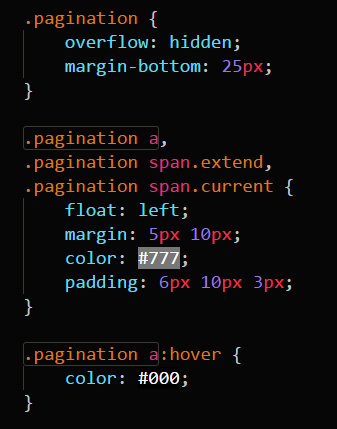 .pagination {
    overflow: hidden;
    margin-bottom: 25px;
}

.pagination a,
.pagination span.extend,
.pagination span.current {
    float: left;
    margin: 5px 10px;
    color: #777;
    padding: 6px 10px 3px;
}

.pagination a:hover {
    color: #000;
}